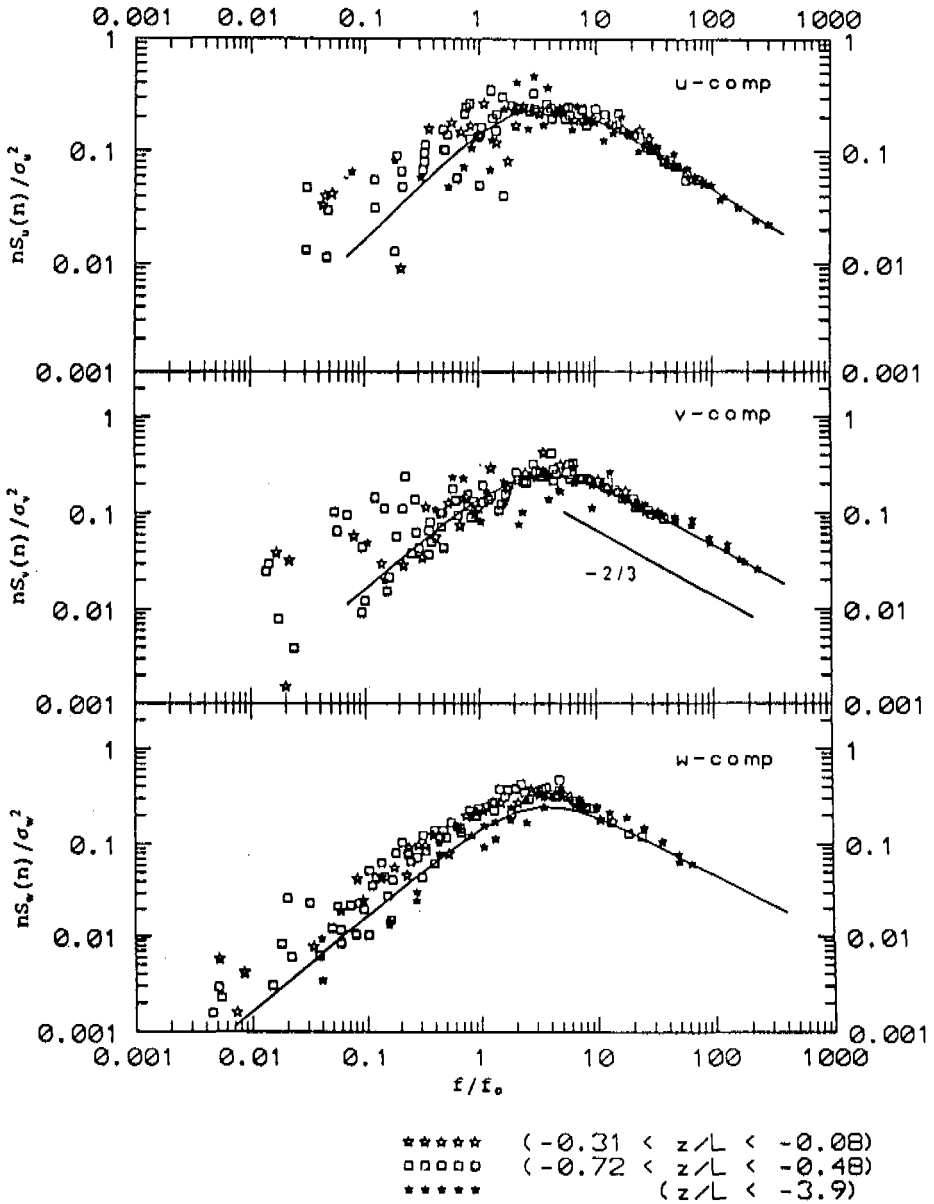 0.001 0.01 0.1 1 10 100 1000
1 1
u-comp
0.1 0.1
nSᵤ(n)/σᵤ²
0.01 0.01
0.001 0.001
v-comp
1 1
0.1 0.1
nSᵥ(n)/σᵥ²
-2/3
0.01 0.01
0.001 0.001
w-comp
1 1
0.1 0.1
nS_w(n)/σ_w²
0.01 0.01
0.001 0.001
0.001 0.01 0.1 1 10 100 1000
f/f₀
(-0.31 < z/L < -0.08)
(-0.72 < z/L < -0.48)
(z/L < -3.9)